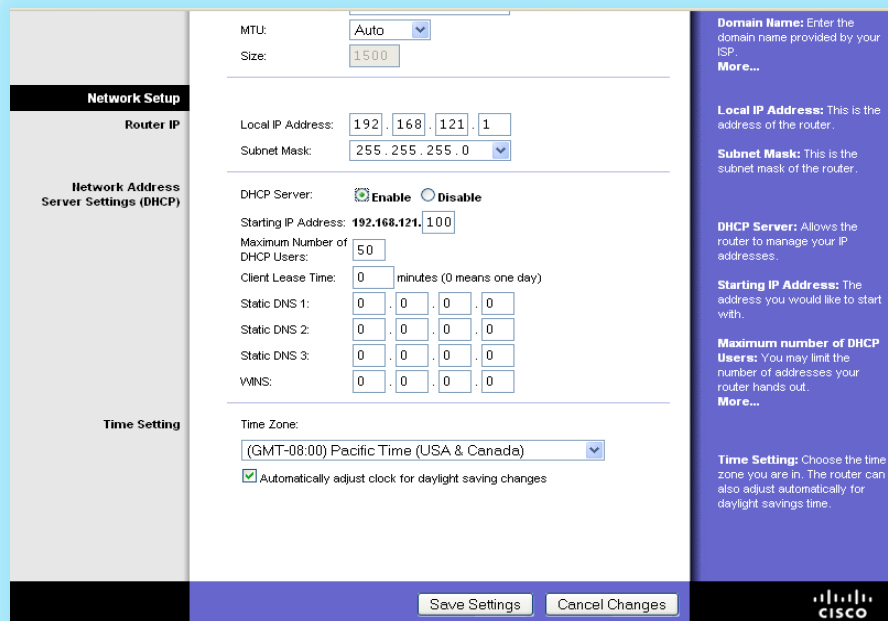 MTU: Auto
Size: 1500
Network Setup
Router IP
Local IP Address: 192 . 168 . 121 . 1
Subnet Mask: 255.255.255.0
Network Address
Server Settings (DHCP)
DHCP Server: Enable Disable
Starting IP Address: 192.168.121. 100
Maximum Number of
DHCP Users: 50
Client Lease Time: 0 minutes (0 means one day)
Static DNS 1: 0 . 0 . 0 . 0
Static DNS 2: 0 . 0 . 0 . 0
Static DNS 3: 0 . 0 . 0 . 0
WINS: 0 . 0 . 0 . 0
Time Setting
Time Zone:
(GMT-08:00) Pacific Time (USA & Canada)
Automatically adjust clock for daylight saving changes
Save Settings Cancel Changes
Domain Name: Enter the
domain name provided by your
ISP.
More...
Local IP Address: This is the
address of the router.
Subnet Mask: This is the
subnet mask of the router.
DHCP Server: Allows the
router to manage your IP
addresses.
Starting IP Address: The
address you would like to start
with.
Maximum number of DHCP
Users: You may limit the
number of addresses your
router hands out.
More...
Time Setting: Choose the time
zone you are in. The router can
also adjust automatically for
daylight savings time.
CISCO